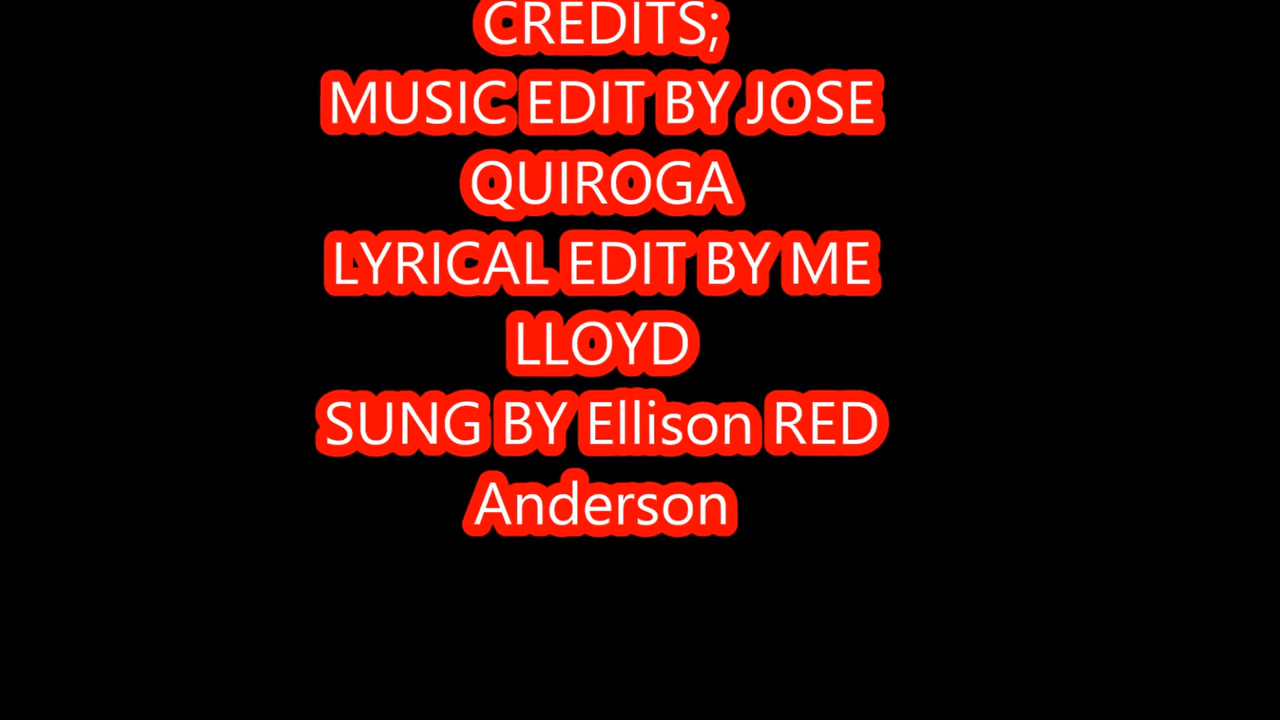 CREDITS;
MUSIC EDIT BY JOSE
QUIROGA
LYRICAL EDIT BY ME
LLOYD
SUNG BY Ellison RED
Anderson